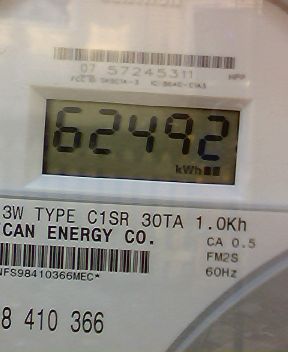 07 57245311
HPP
62492
kWh
3W TYPE C1SR 30TA 1.0Kh
CAN ENERGY CO.
CA 0.5
NFS98410366MEC*
FM2S
60Hz
8 410 366